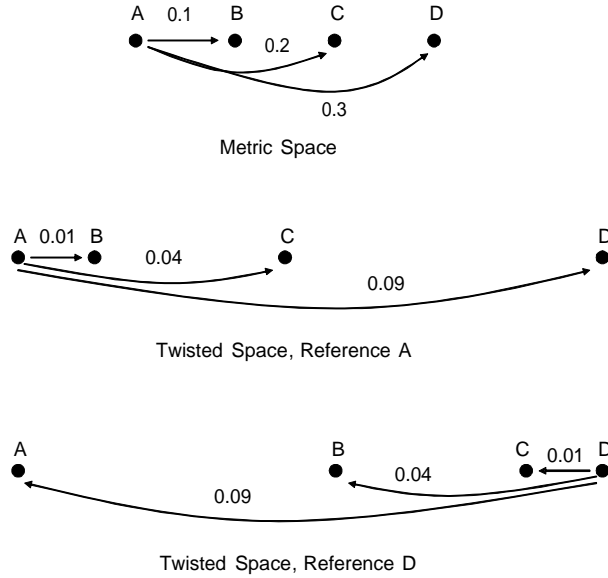 A B C D
0.1
0.2
0.3
Metric Space
A B C D
0.01
0.04
0.09
Twisted Space, Reference A
A B C D
0.01
0.04
0.09
Twisted Space, Reference D